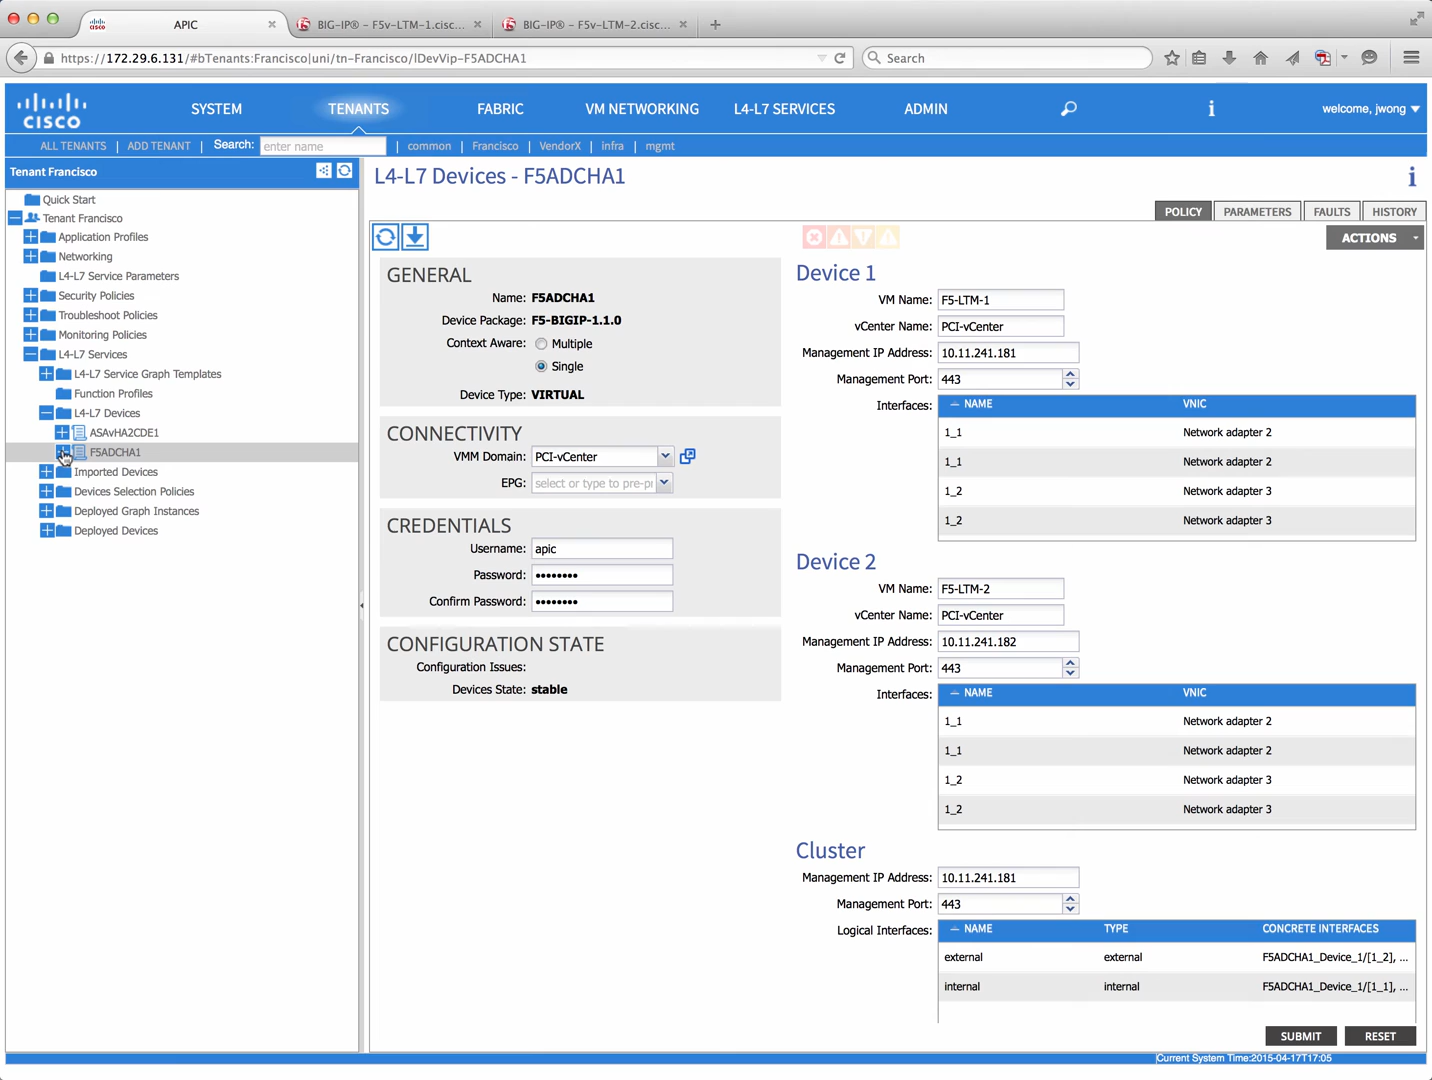 APIC
BIG-IP® - F5v-LTM-1.cisc...
BIG-IP® - F5v-LTM-2.cisc...
https://172.29.6.131/#bTenants:Francisco|uni/tn-Francisco/lDevVip-F5ADCHA1
Search
CISCO
SYSTEM
TENANTS
FABRIC
VM NETWORKING
L4-L7 SERVICES
ADMIN
i
welcome, jwong
ALL TENANTS | ADD TENANT | Search: enter name | common | Francisco | VendorX | infra | mgmt
Tenant Francisco
Quick Start
Tenant Francisco
Application Profiles
Networking
L4-L7 Service Parameters
Security Policies
Troubleshoot Policies
Monitoring Policies
L4-L7 Services
L4-L7 Service Graph Templates
Function Profiles
L4-L7 Devices
ASAvHA2CDE1
F5ADCHA1
Imported Devices
Devices Selection Policies
Deployed Graph Instances
Deployed Devices
L4-L7 Devices - F5ADCHA1
i
POLICY
PARAMETERS
FAULTS
HISTORY
ACTIONS
GENERAL
Name: F5ADCHA1
Device Package: F5-BIGIP-1.1.0
Context Aware: Multiple
Single
Device Type: VIRTUAL
CONNECTIVITY
VMM Domain: PCI-vCenter
EPG: select or type to pre-pr
CREDENTIALS
Username: apic
Password: ••••••••
Confirm Password: ••••••••
CONFIGURATION STATE
Configuration Issues:
Devices State: stable
Device 1
VM Name: F5-LTM-1
vCenter Name: PCI-vCenter
Management IP Address: 10.11.241.181
Management Port: 443
Interfaces: NAME VNIC
1_1 Network adapter 2
1_1 Network adapter 2
1_2 Network adapter 3
1_2 Network adapter 3
Device 2
VM Name: F5-LTM-2
vCenter Name: PCI-vCenter
Management IP Address: 10.11.241.182
Management Port: 443
Interfaces: NAME VNIC
1_1 Network adapter 2
1_1 Network adapter 2
1_2 Network adapter 3
1_2 Network adapter 3
Cluster
Management IP Address: 10.11.241.181
Management Port: 443
Logical Interfaces: NAME TYPE CONCRETE INTERFACES
external external F5ADCHA1_Device_1/[1_2], ...
internal internal F5ADCHA1_Device_1/[1_1], ...
SUBMIT
RESET
Current System Time:2015-04-17T17:05